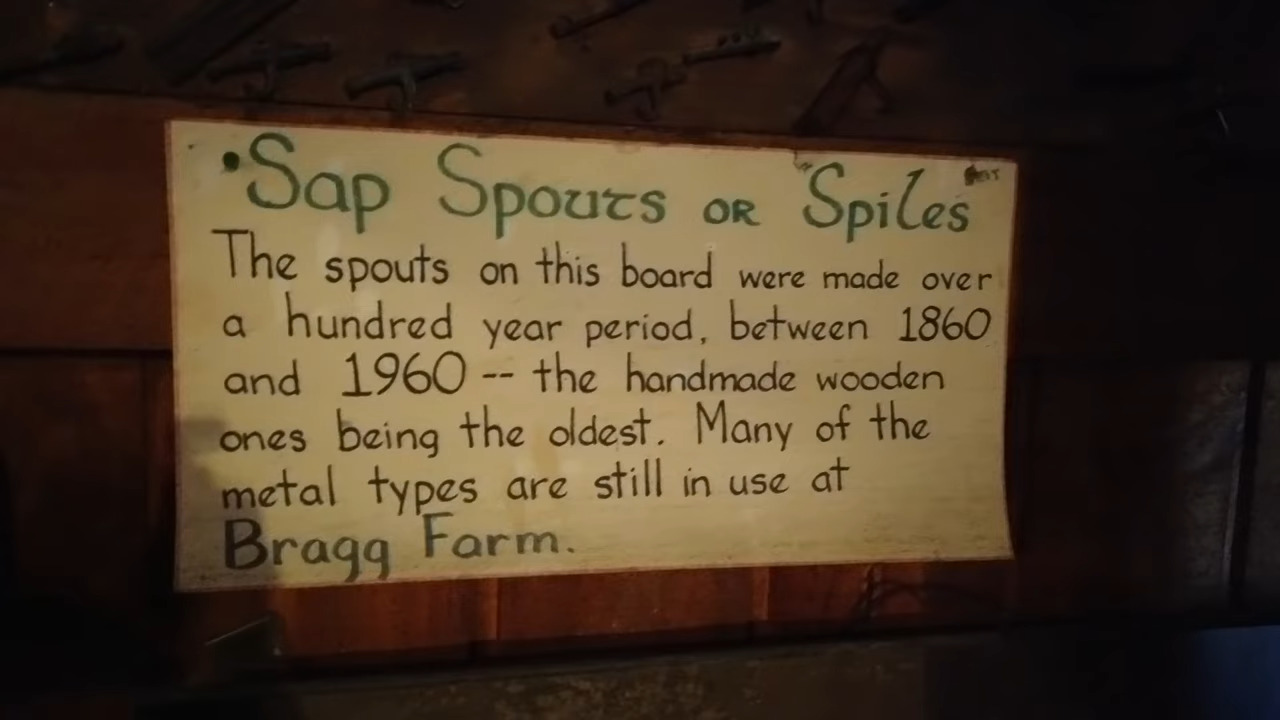 •Sap Spouts or Spiles
The spouts on this board were made over
a hundred year period, between 1860
and 1960 -- the handmade wooden
ones being the oldest. Many of the
metal types are still in use at
Bragg Farm.